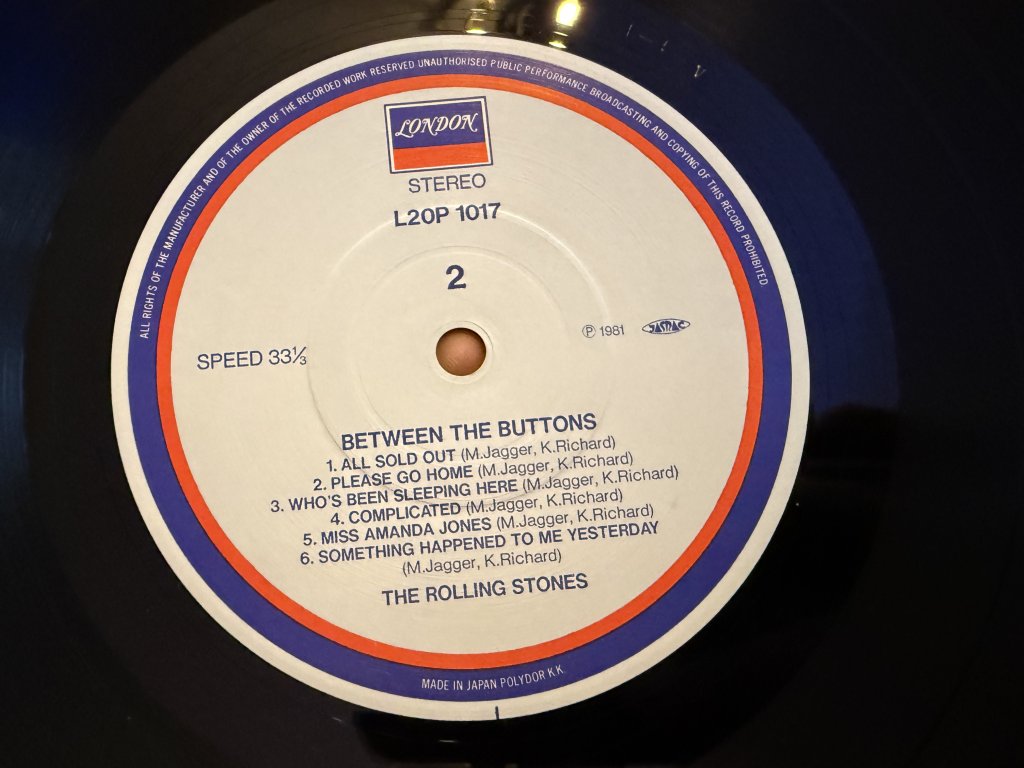 ALL RIGHTS OF THE MANUFACTURER AND OF THE OWNER OF THE RECORDED WORK RESERVED UNAUTHORISED PUBLIC PERFORMANCE BROADCASTING AND COPYING OF THIS RECORD PROHIBITED
LONDON
STEREO
L20P 1017
2
SPEED 33⅓
Ⓟ 1981 JASRAC
BETWEEN THE BUTTONS
1. ALL SOLD OUT (M.Jagger, K.Richard)
2. PLEASE GO HOME (M.Jagger, K.Richard)
3. WHO'S BEEN SLEEPING HERE (M.Jagger, K.Richard)
4. COMPLICATED (M.Jagger, K.Richard)
5. MISS AMANDA JONES (M.Jagger, K.Richard)
6. SOMETHING HAPPENED TO ME YESTERDAY
(M.Jagger, K.Richard)
THE ROLLING STONES
MADE IN JAPAN POLYDOR K.K.